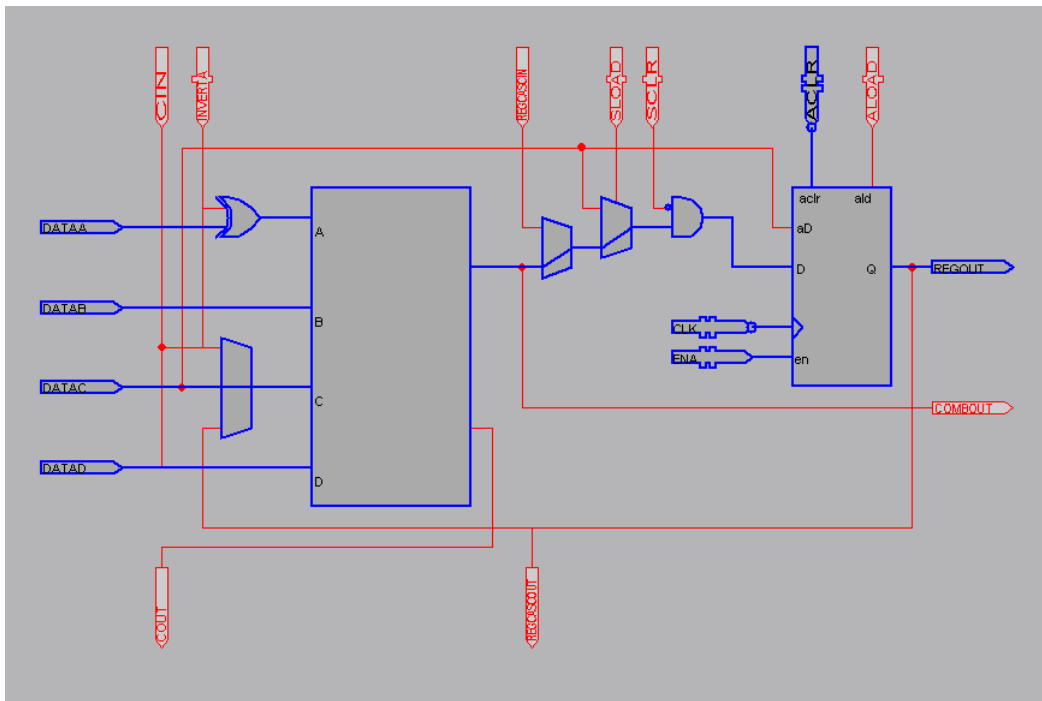 CIN
INVERTA
REGCASCIN
SLOAD
SCLR
ACLR
ALOAD
aclr
ald
DATAA
A
aD
D
Q
REGOUT
DATAB
B
CLK
ENA
en
DATAC
C
COMBOUT
DATAD
D
COUT
REGCASCOUT